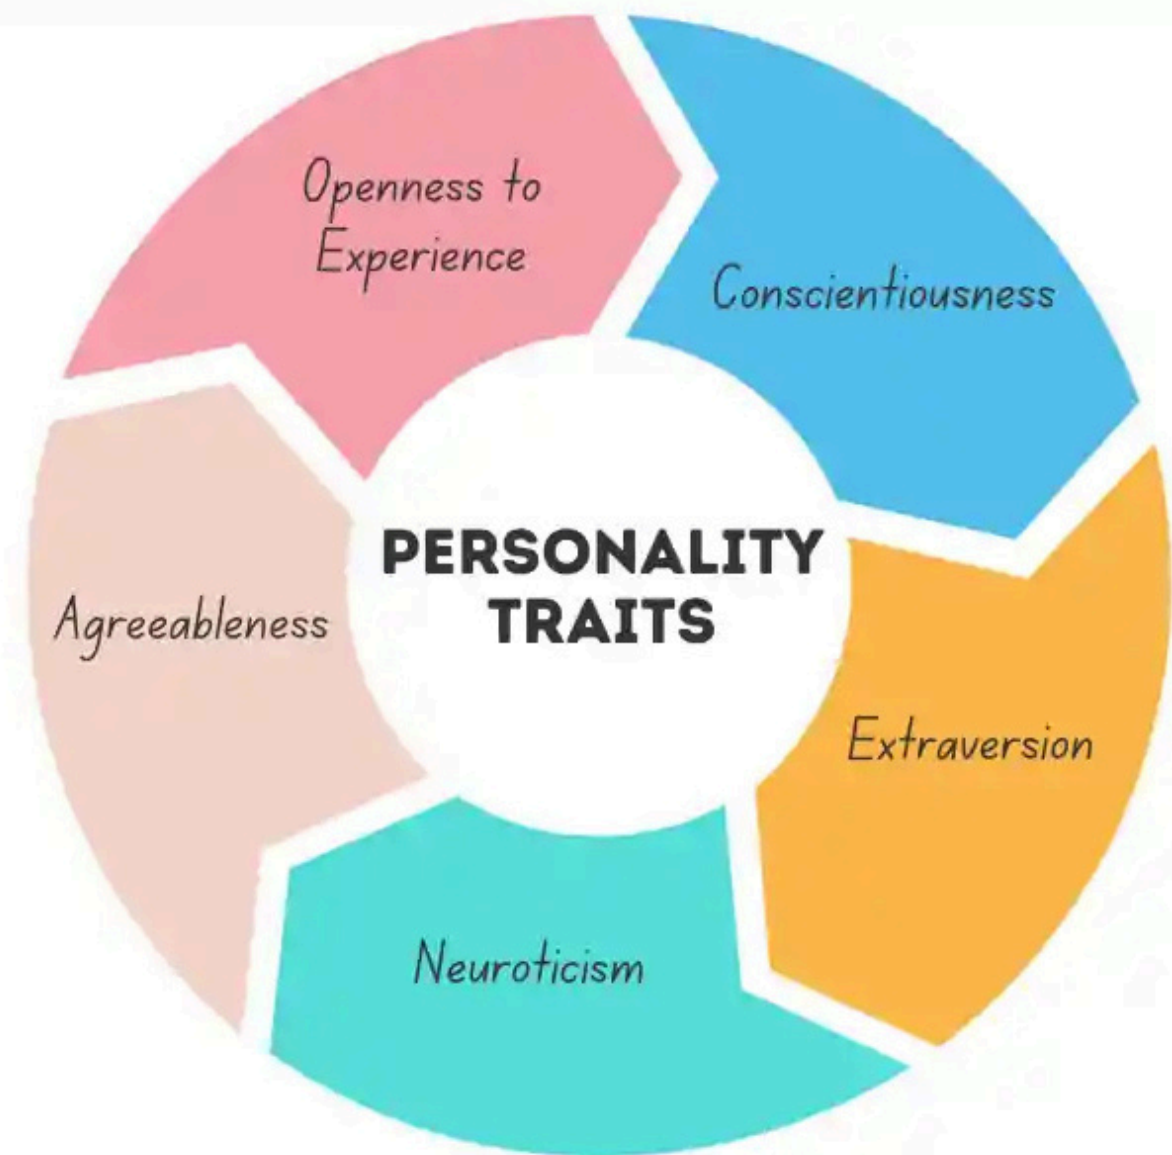 Openness to
Experience
Conscientiousness
PERSONALITY
TRAITS
Agreeableness
Extraversion
Neuroticism